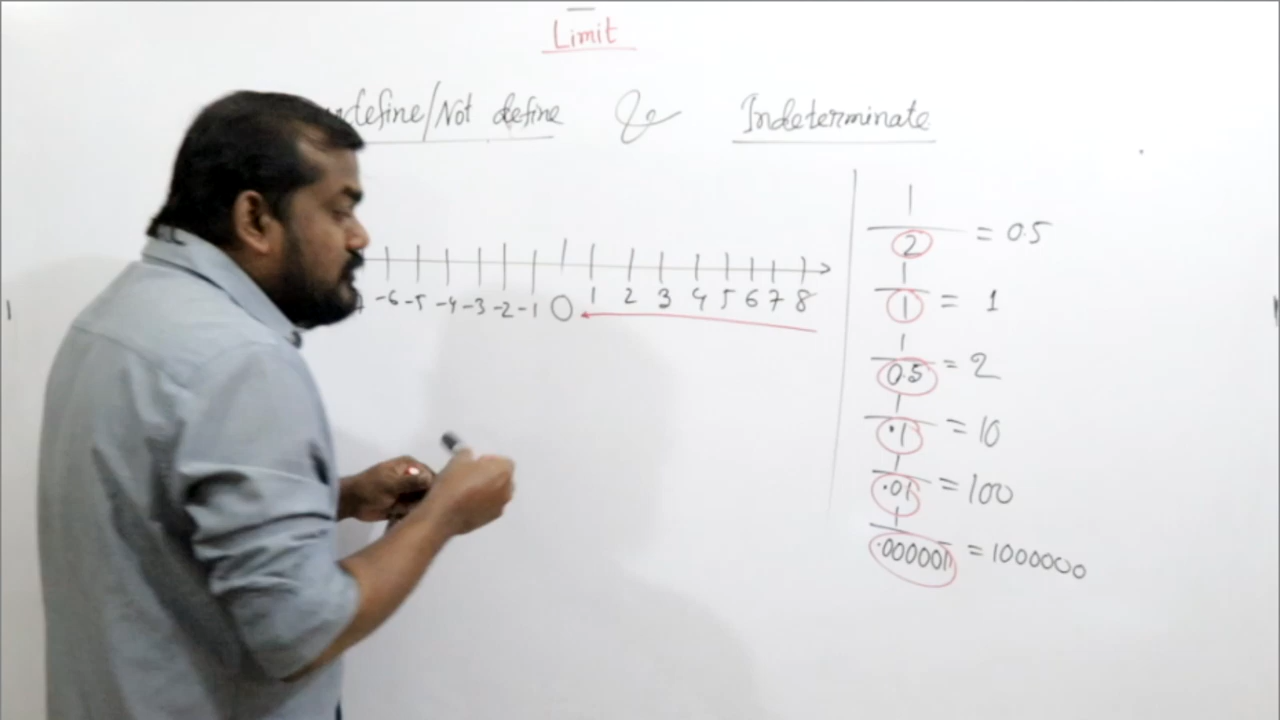 Limit
define/Not define & Indeterminate
-6 -5 -4 -3 -2 -1 0 1 2 3 4 5 6 7 8
1/2 = 0.5
1/1 = 1
1/0.5 = 2
1/.1 = 10
1/.01 = 100
1/.000001 = 1000000